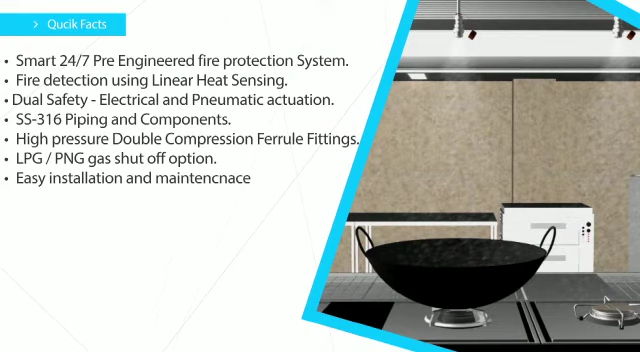 > Qucik Facts
• Smart 24/7 Pre Engineered fire protection System.
• Fire detection using Linear Heat Sensing.
• Dual Safety - Electrical and Pneumatic actuation.
• SS-316 Piping and Components.
• High pressure Double Compression Ferrule Fittings.
• LPG / PNG gas shut off option.
• Easy installation and maintencnace